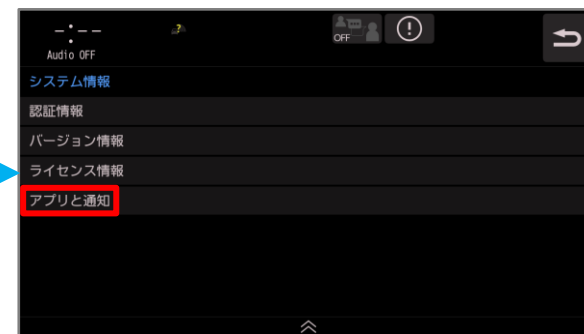 -:--
Audio OFF
OFF
システム情報
認証情報
バージョン情報
ライセンス情報
アプリと通知